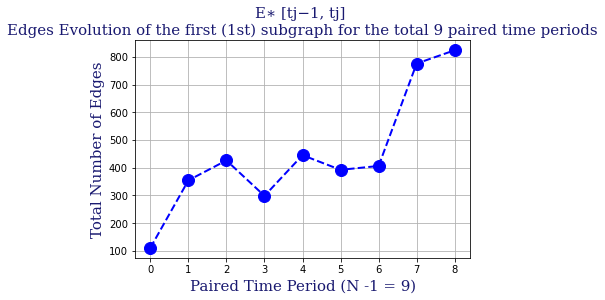 E∗ [tj−1, tj]
Edges Evolution of the first (1st) subgraph for the total 9 paired time periods
Total Number of Edges
800
700
600
500
400
300
200
100
0 1 2 3 4 5 6 7 8
Paired Time Period (N -1 = 9)